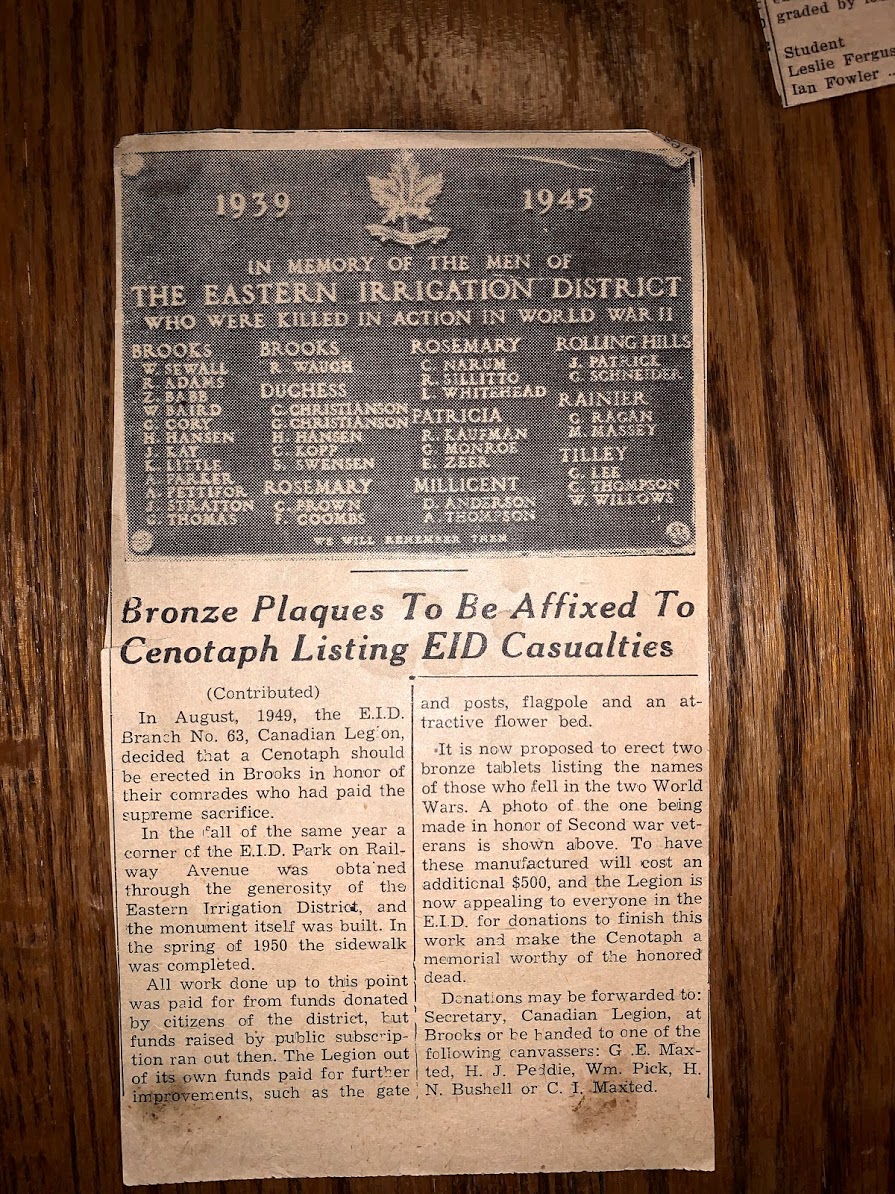 graded by
Student
Leslie Fergus
Ian Fowler ..
1939 1945
IN MEMORY OF THE MEN OF
THE EASTERN IRRIGATION DISTRICT
WHO WERE KILLED IN ACTION IN WORLD WAR II
BROOKS
W. SEWALL
R. ADAMS
Z. BABB
W BAIRD
G. CORY
H. HANSEN
J. KAY
K. LITTLE
A. PARKER
A. PETTIFOR
J. STRATTON
G. THOMAS
BROOKS
R. WAUGH
DUCHESS
C. CHRISTIANSON
G. CHRISTIANSON
H. HANSEN
C. KOPP
S. SWENSEN
ROSEMARY
C. BROWN
F. COOMBS
ROSEMARY
C. NARUM
R. SILLITTO
L. WHITEHEAD
PATRICIA
R. KAUFMAN
G. MONROE
E. ZEER
MILLICENT
D. ANDERSON
A. THOMPSON
ROLLING HILLS
J. PATRICK
G. SCHNEIDER
RAINIER
C. RAGAN
M. MASSEY
TILLEY
G. LEE
C. THOMPSON
W. WILLOWS
WE WILL REMEMBER THEM
Bronze Plaques To Be Affixed To
Cenotaph Listing EID Casualties
(Contributed)
In August, 1949, the E.I.D.
Branch No. 63, Canadian Legion,
decided that a Cenotaph should
be erected in Brooks in honor of
their comrades who had paid the
supreme sacrifice.
In the fall of the same year a
corner of the E.I.D. Park on Rail-
way Avenue was obtained
through the generosity of the
Eastern Irrigation District, and
the monument itself was built. In
the spring of 1950 the sidewalk
was completed.
All work done up to this point
was paid for from funds donated
by citizens of the district, but
funds raised by public subscrip-
tion ran out then. The Legion out
of its own funds paid for further
improvements, such as the gate
and posts, flagpole and an at-
tractive flower bed.
It is now proposed to erect two
bronze tablets listing the names
of those who fell in the two World
Wars. A photo of the one being
made in honor of Second war vet-
erans is shown above. To have
these manufactured will cost an
additional $500, and the Legion is
now appealing to everyone in the
E.I.D. for donations to finish this
work and make the Cenotaph a
memorial worthy of the honored
dead.
Donations may be forwarded to:
Secretary, Canadian Legion, at
Brooks or be handed to one of the
following canvassers: G .E. Max-
ted, H. J. Peddie, Wm. Pick, H.
N. Bushell or C. I. Maxted.